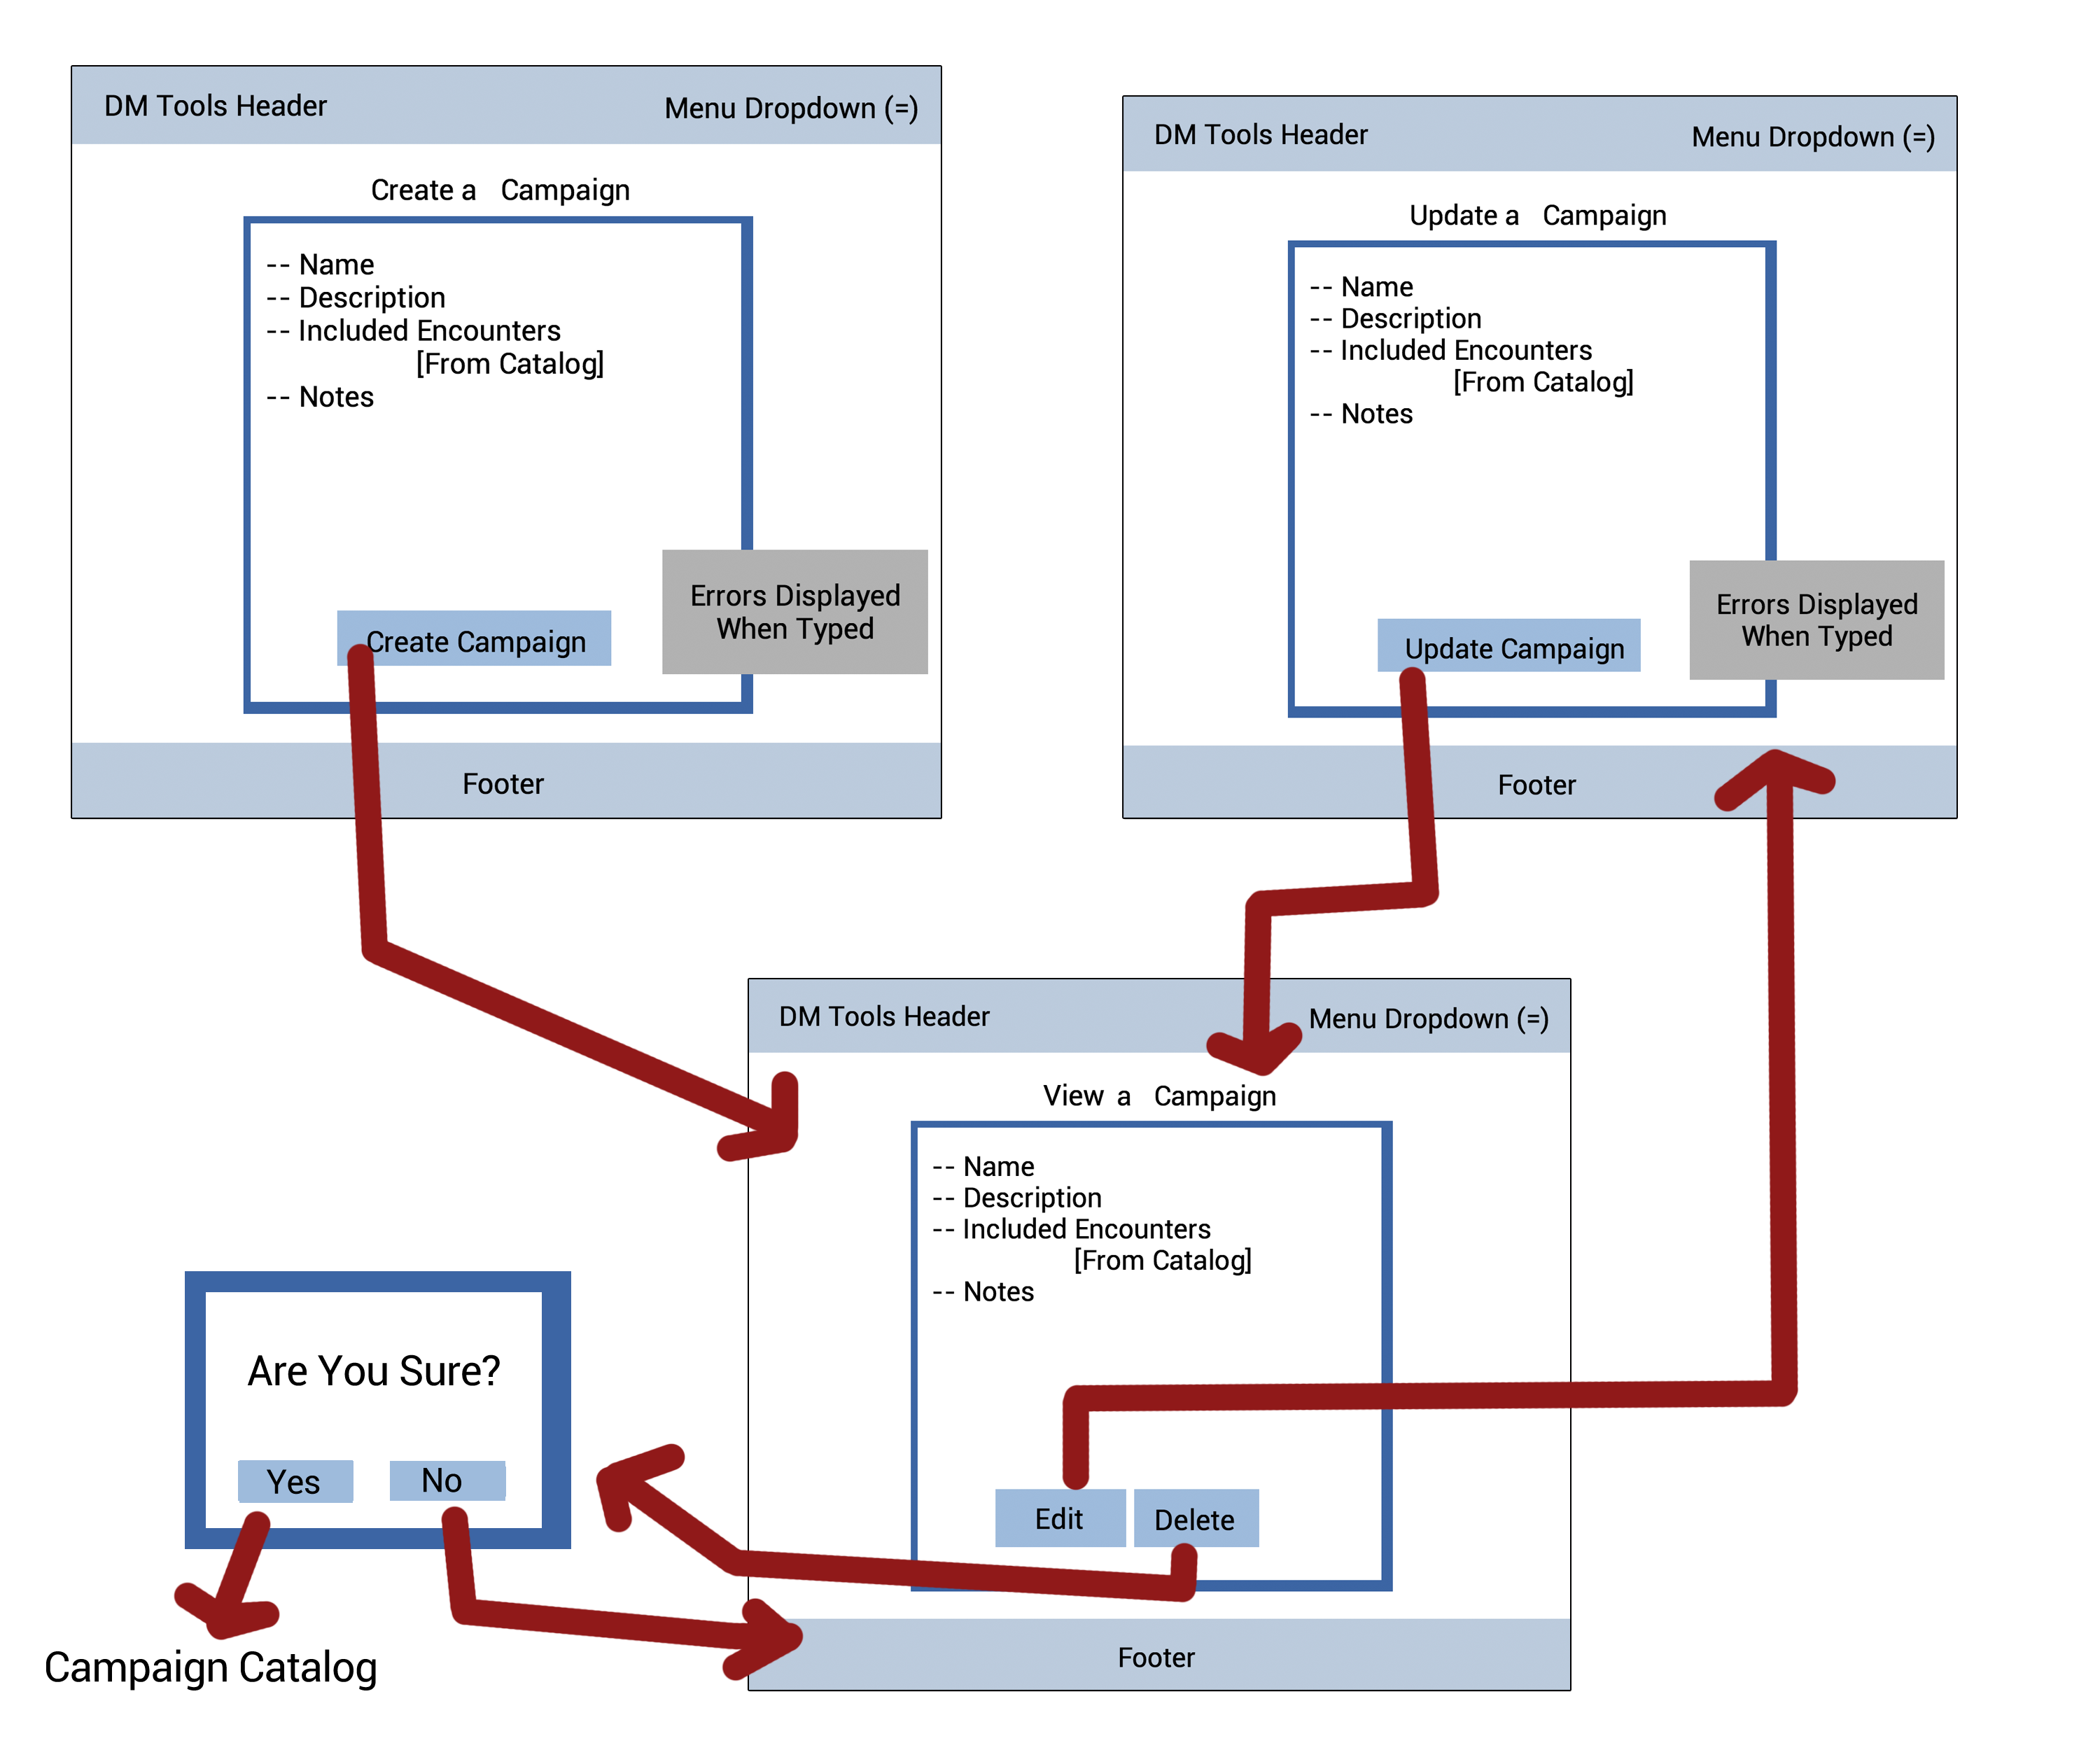 DM Tools Header
Menu Dropdown (=)
Create a Campaign
-- Name
-- Description
-- Included Encounters
[From Catalog]
-- Notes
Errors Displayed
When Typed
Create Campaign
Footer
DM Tools Header
Menu Dropdown (=)
Update a Campaign
-- Name
-- Description
-- Included Encounters
[From Catalog]
-- Notes
Errors Displayed
When Typed
Update Campaign
Footer
DM Tools Header
Menu Dropdown (=)
View a Campaign
-- Name
-- Description
-- Included Encounters
[From Catalog]
-- Notes
Edit
Delete
Footer
Are You Sure?
Yes
No
Campaign Catalog